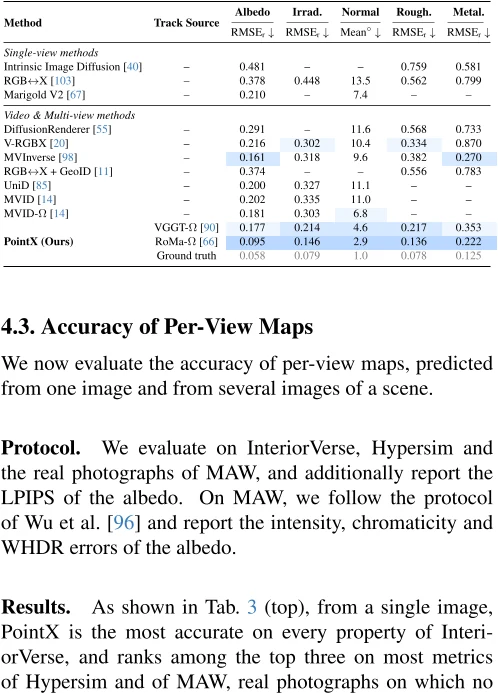 Method Track Source Albedo Irrad. Normal Rough. Metal.
RMSEr ↓ RMSEr ↓ Mean° ↓ RMSEr ↓ RMSEr ↓
Single-view methods
Intrinsic Image Diffusion [40] – 0.481 – – 0.759 0.581
RGB↔X [103] – 0.378 0.448 13.5 0.562 0.799
Marigold V2 [67] – 0.210 – 7.4 – –
Video & Multi-view methods
DiffusionRenderer [55] – 0.291 – 11.6 0.568 0.733
V-RGBX [20] – 0.216 0.302 10.4 0.334 0.870
MVInverse [98] – 0.161 0.318 9.6 0.382 0.270
RGB↔X + GeoID [11] – 0.374 – – 0.556 0.783
UniD [85] – 0.200 0.327 11.1 – –
MVID [14] – 0.202 0.335 11.0 – –
MVID-Ω [14] – 0.181 0.303 6.8 – –
VGGT-Ω [90] 0.177 0.214 4.6 0.217 0.353
PointX (Ours) RoMa-Ω [66] 0.095 0.146 2.9 0.136 0.222
Ground truth 0.058 0.079 1.0 0.078 0.125
4.3. Accuracy of Per-View Maps
We now evaluate the accuracy of per-view maps, predicted
from one image and from several images of a scene.
Protocol. We evaluate on InteriorVerse, Hypersim and
the real photographs of MAW, and additionally report the
LPIPS of the albedo. On MAW, we follow the protocol
of Wu et al. [96] and report the intensity, chromaticity and
WHDR errors of the albedo.
Results. As shown in Tab. 3 (top), from a single image,
PointX is the most accurate on every property of Interi-
orVerse, and ranks among the top three on most metrics
of Hypersim and of MAW, real photographs on which no